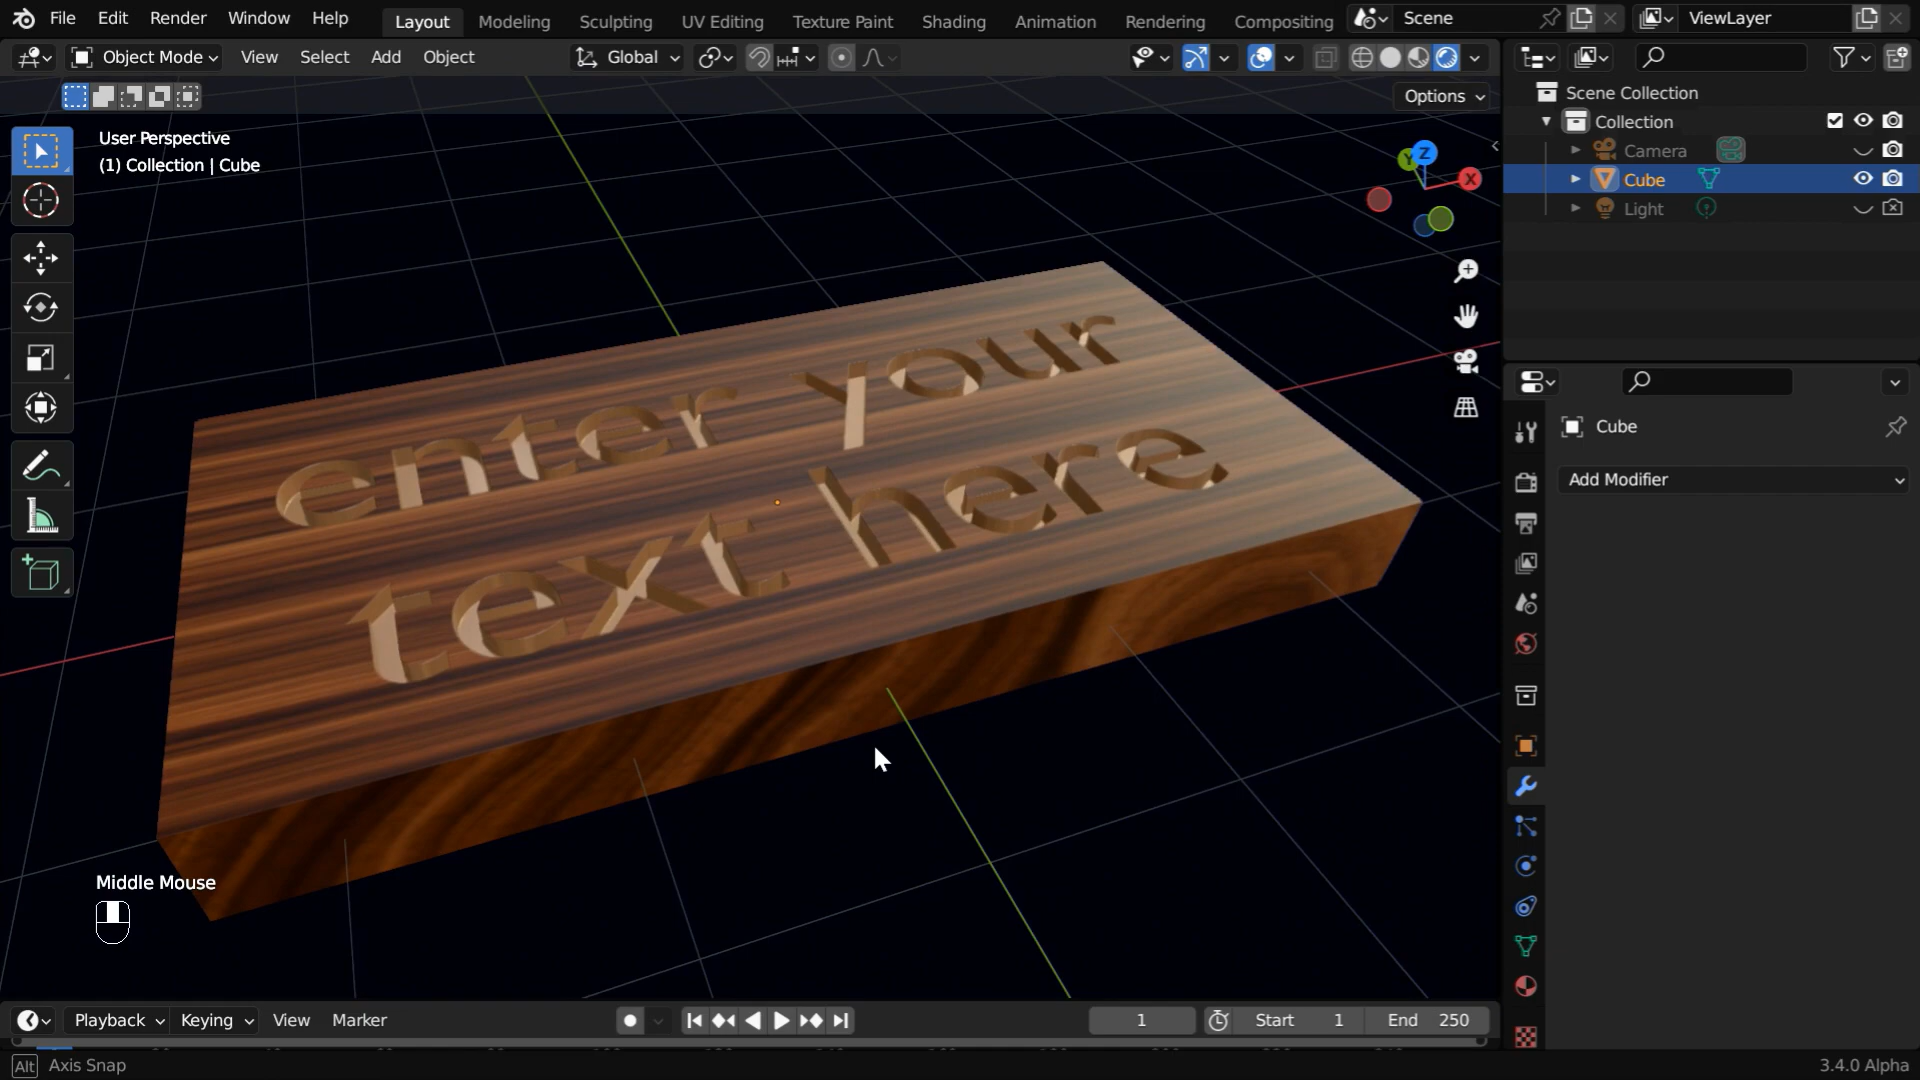 File Edit Render Window Help Layout Modeling Sculpting UV Editing Texture Paint Shading Animation Rendering Compositing Scene ViewLayer
Object Mode View Select Add Object Global
Options
User Perspective
(1) Collection | Cube
Y Z X
enter your
text here
Middle Mouse
Scene Collection
Collection
Camera
Cube
Light
Cube
Add Modifier
Playback Keying View Marker 1 Start 1 End 250
Alt Axis Snap 3.4.0 Alpha